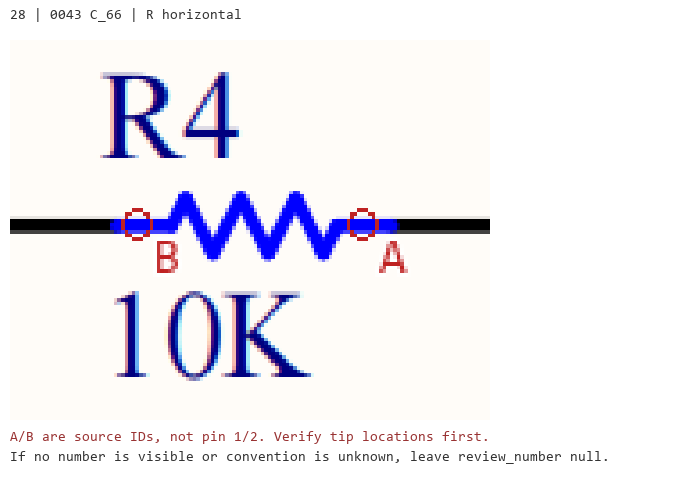 28 | 0043 C_66 | R horizontal
R4
B A
10K
A/B are source IDs, not pin 1/2. Verify tip locations first.
If no number is visible or convention is unknown, leave review_number null.